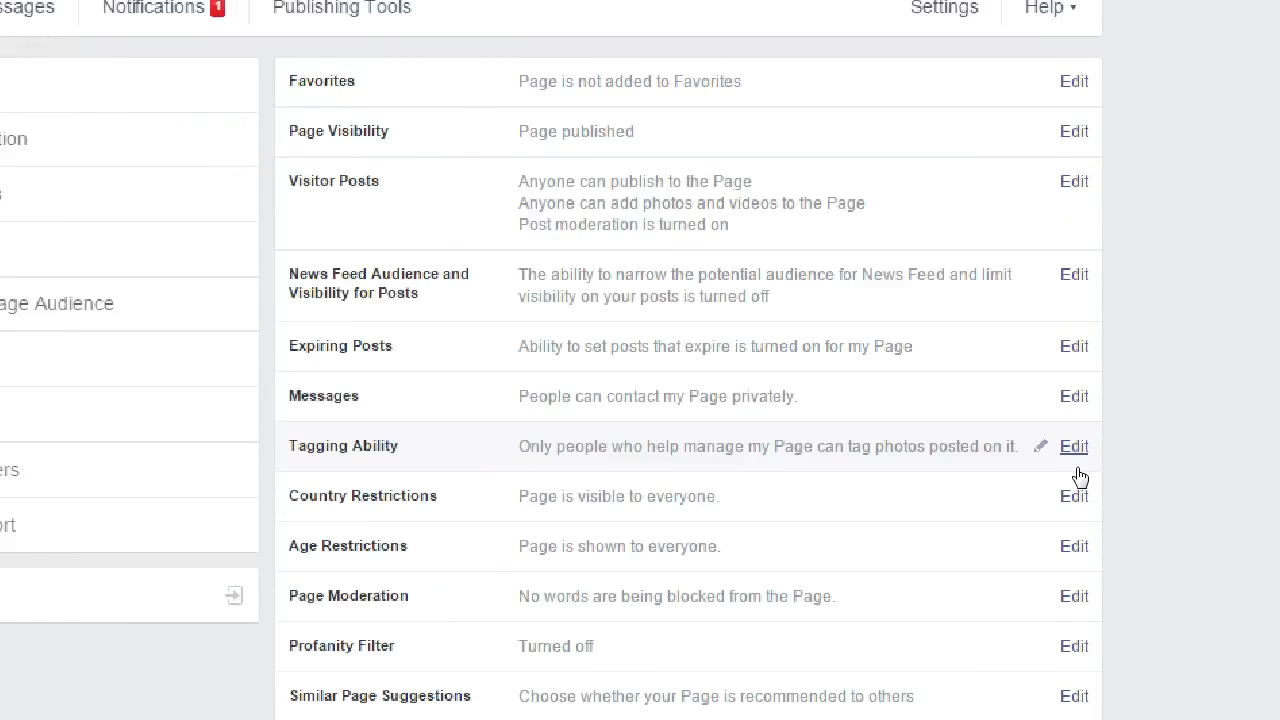 ssages Notifications 1 Publishing Tools Settings Help
tion
s
age Audience
ers
ort
Favorites Page is not added to Favorites Edit
Page Visibility Page published Edit
Visitor Posts Anyone can publish to the Page Edit
Anyone can add photos and videos to the Page
Post moderation is turned on
News Feed Audience and The ability to narrow the potential audience for News Feed and limit Edit
Visibility for Posts visibility on your posts is turned off
Expiring Posts Ability to set posts that expire is turned on for my Page Edit
Messages People can contact my Page privately. Edit
Tagging Ability Only people who help manage my Page can tag photos posted on it. Edit
Country Restrictions Page is visible to everyone. Edit
Age Restrictions Page is shown to everyone. Edit
Page Moderation No words are being blocked from the Page. Edit
Profanity Filter Turned off Edit
Similar Page Suggestions Choose whether your Page is recommended to others Edit